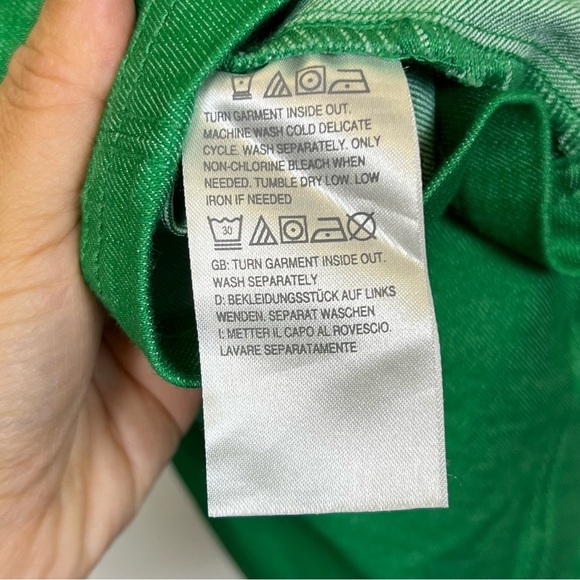 TURN GARMENT INSIDE OUT.
MACHINE WASH COLD DELICATE
CYCLE. WASH SEPARATELY. ONLY
NON-CHLORINE BLEACH WHEN
NEEDED. TUMBLE DRY LOW. LOW
IRON IF NEEDED
30
GB: TURN GARMENT INSIDE OUT.
WASH SEPARATELY
D: BEKLEIDUNGSSTÜCK AUF LINKS
WENDEN. SEPARAT WASCHEN
I: METTER IL CAPO AL ROVESCIO.
LAVARE SEPARATAMENTE